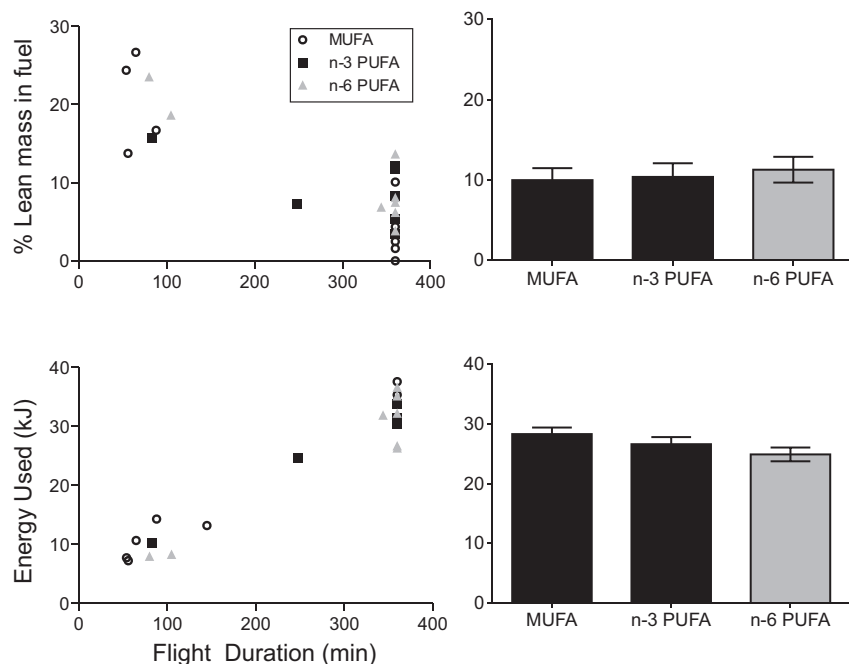 % Lean mass in fuel
30
20
10
0
0 100 200 300 400
MUFA
n-3 PUFA
n-6 PUFA
30
20
10
0
MUFA n-3 PUFA n-6 PUFA
Energy Used (kJ)
40
30
20
10
0
0 100 200 300 400
Flight Duration (min)
40
30
20
10
0
MUFA n-3 PUFA n-6 PUFA